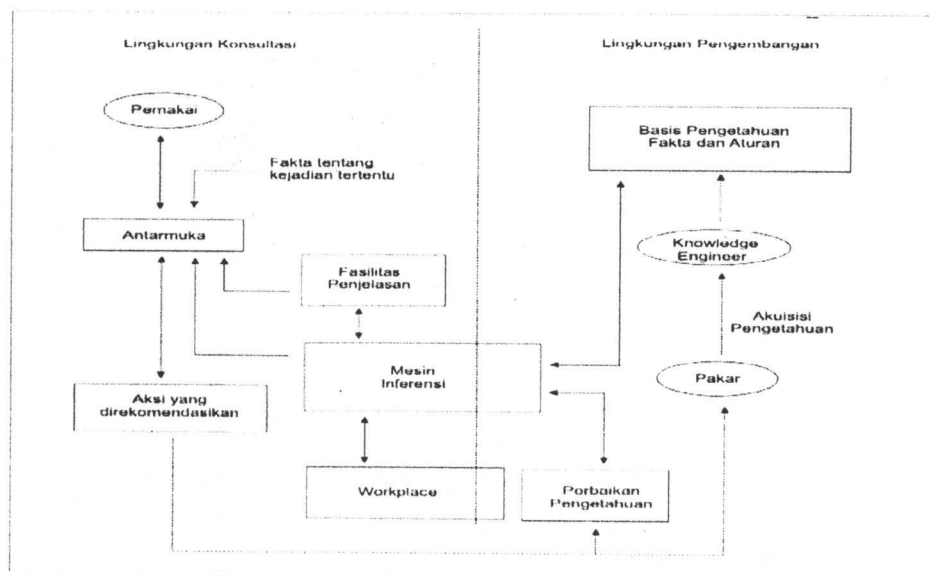 Lingkungan Konsultasi
Lingkungan Pengembangan
Pemakai
Basis Pengetahuan
Fakta dan Aturan
Fakta tentang
kejadian tertentu
Antarmuka
Knowledge
Engineer
Fasilitas
Penjelasan
Akuisisi
Pengetahuan
Mesin
Inferensi
Pakar
Aksi yang
direkomendasikan
Workplace
Porbaikan
Pengetahuan